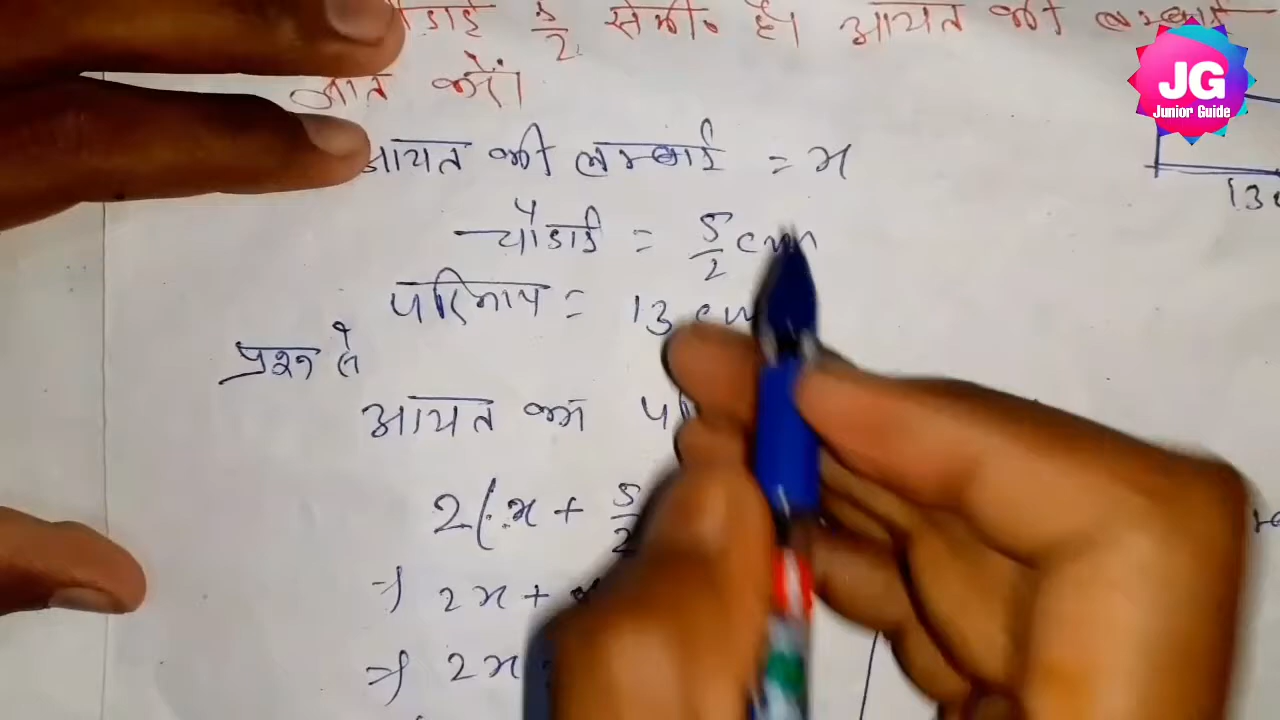 5/2 सेमी. है। आयत की लम्बाई
ज्ञात करें।
आयत की लम्बाई = x
चौड़ाई = 5/2 cm
परिमाप = 13 cm
प्रश्न से
आयत का
2(x + 5/2
⇒ 2x +
⇒ 2x
13
JG
Junior Guide